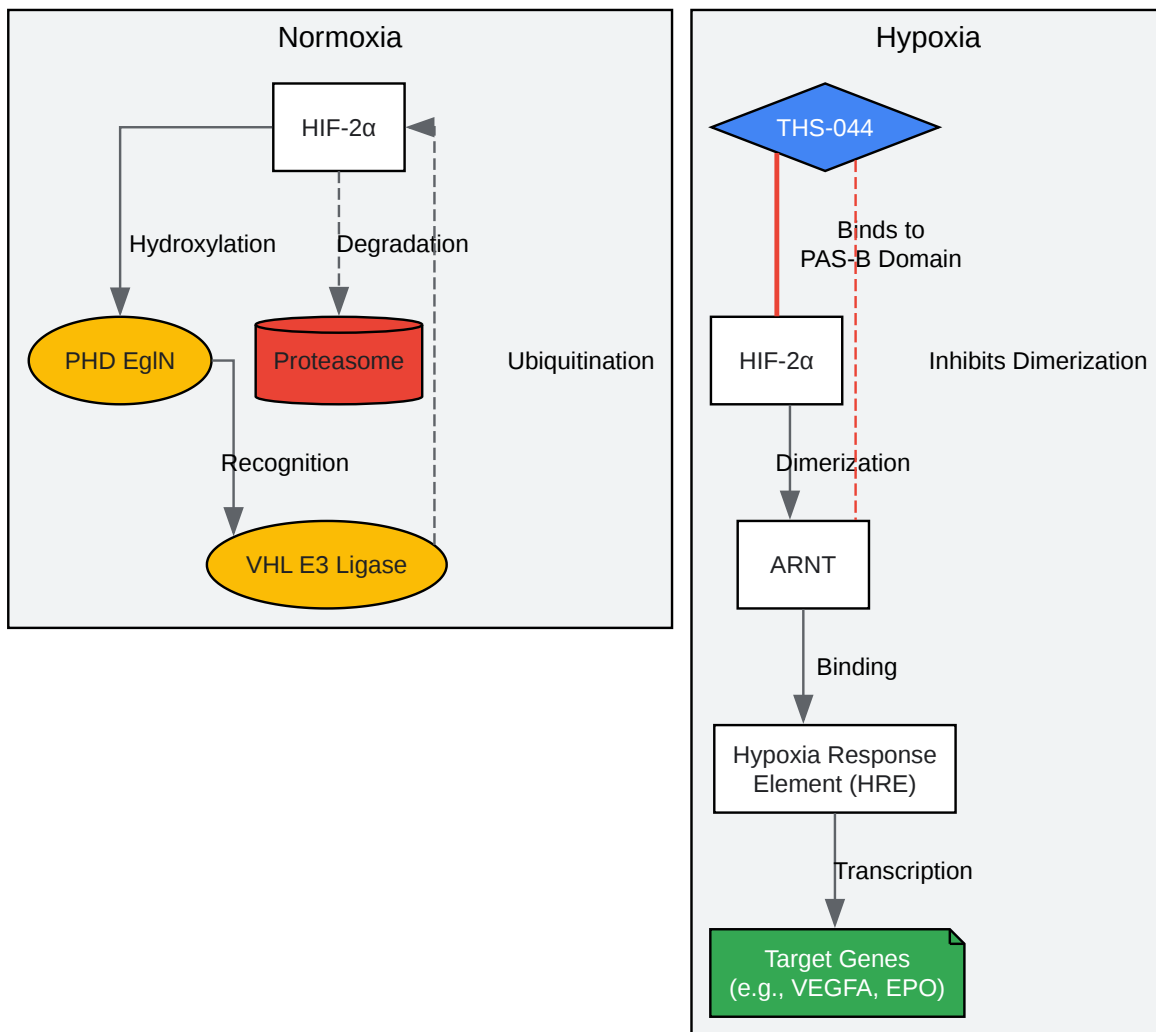 Normoxia
HIF-2α
Hydroxylation
Degradation
PHD EglN
Proteasome
Ubiquitination
Recognition
VHL E3 Ligase
Hypoxia
THS-044
Binds to
PAS-B Domain
HIF-2α
Inhibits Dimerization
Dimerization
ARNT
Binding
Hypoxia Response
Element (HRE)
Transcription
Target Genes
(e.g., VEGFA, EPO)